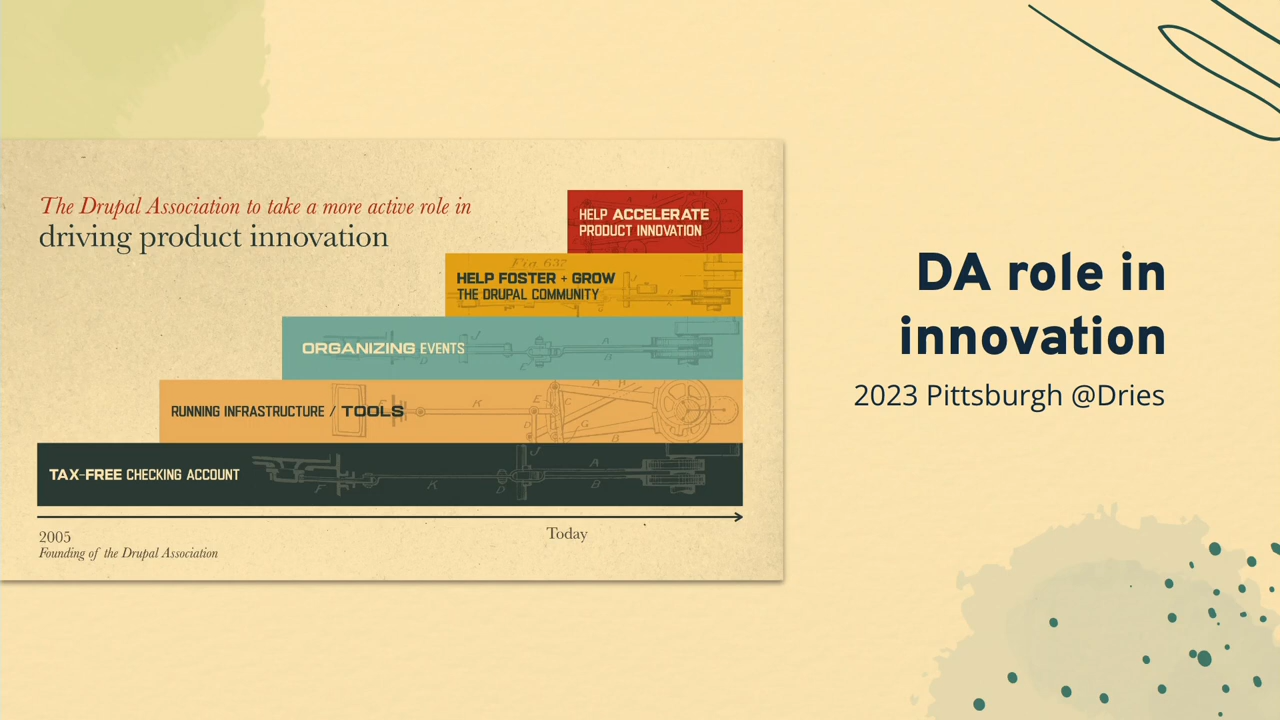 The Drupal Association to take a more active role in
driving product innovation
HELP ACCELERATE
PRODUCT INNOVATION
Fig. 637
HELP FOSTER + GROW
THE DRUPAL COMMUNITY
ORGANIZING EVENTS
RUNNING INFRASTRUCTURE / TOOLS
TAX-FREE CHECKING ACCOUNT
2005
Founding of the Drupal Association
Today
DA role in
innovation
2023 Pittsburgh @Dries